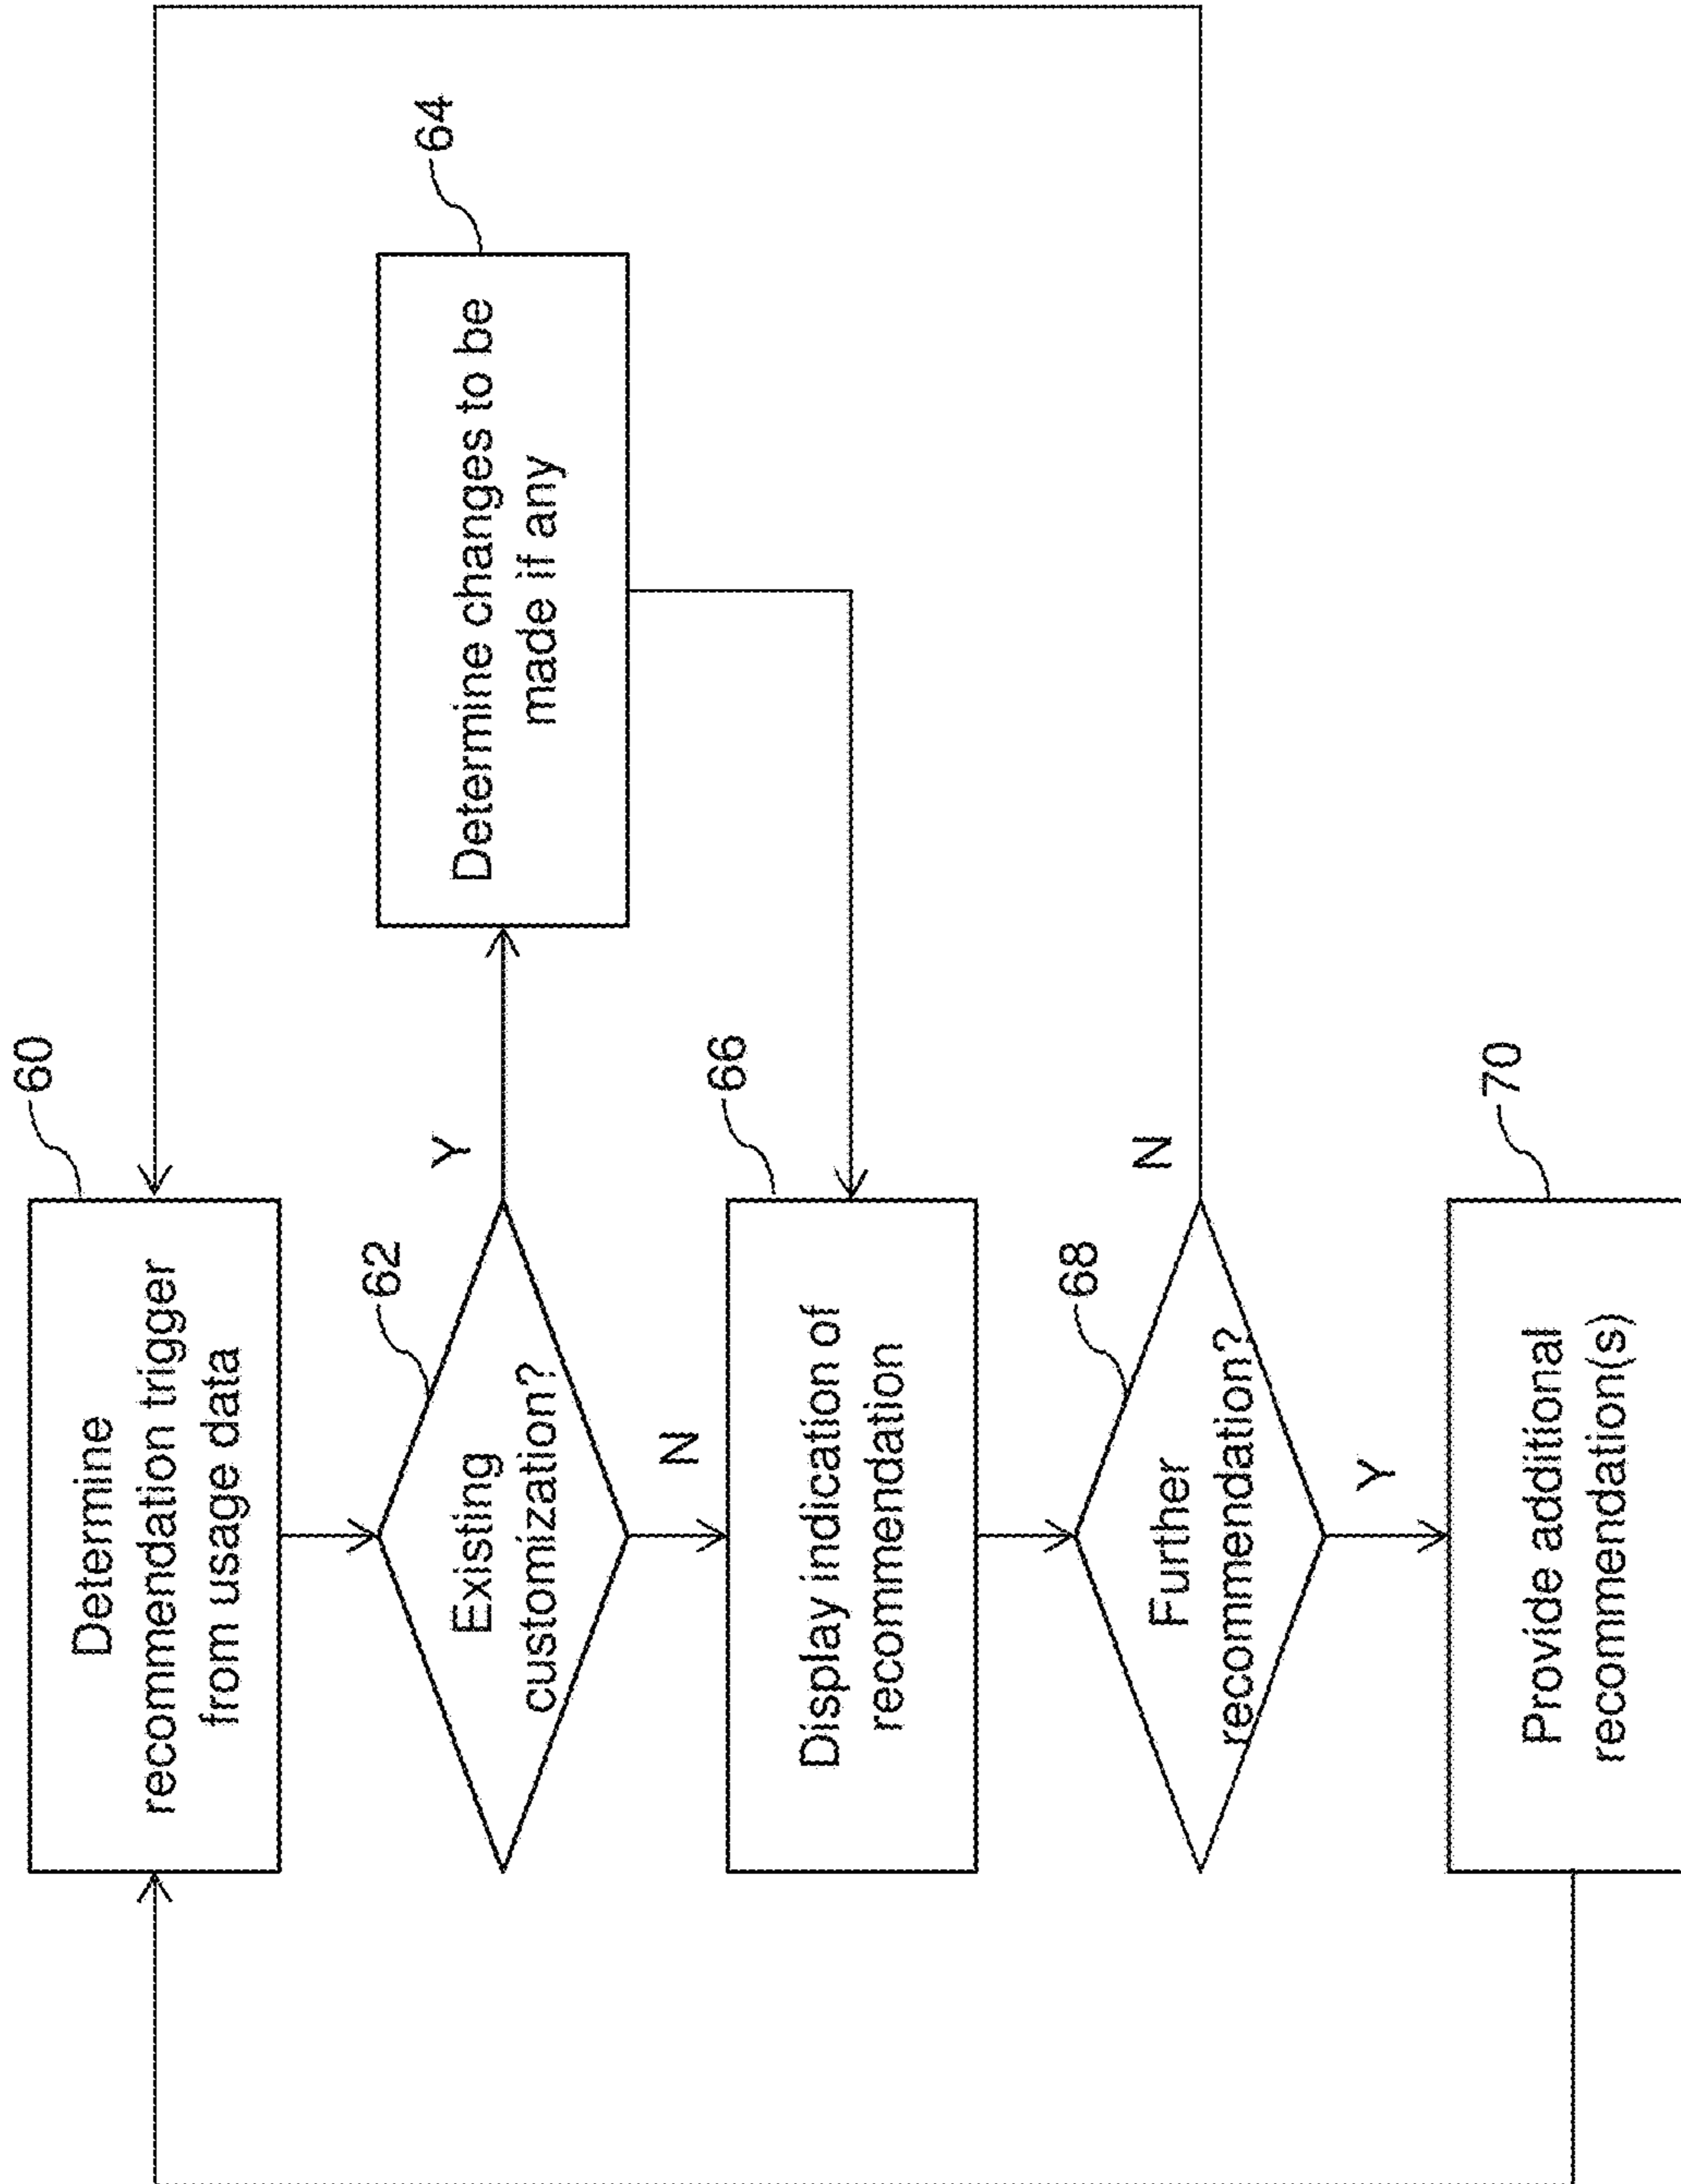 60
Determine
recommendation trigger
from usage data
62
Existing
customization?
Y
64
Determine changes to be
made if any
N
66
Display indication of
recommendation
68
Further
recommendation?
N
Y
70
Provide additional
recommendation(s)